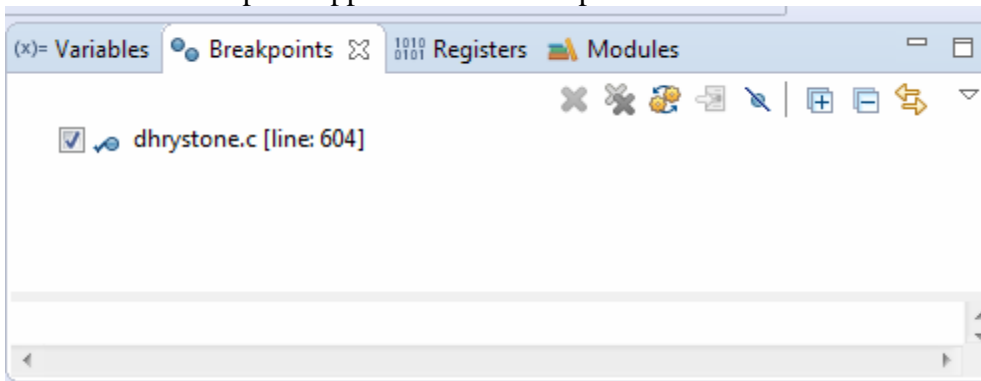 (x)= Variables Breakpoints 1010 0101 Registers Modules
dhrystone.c [line: 604]